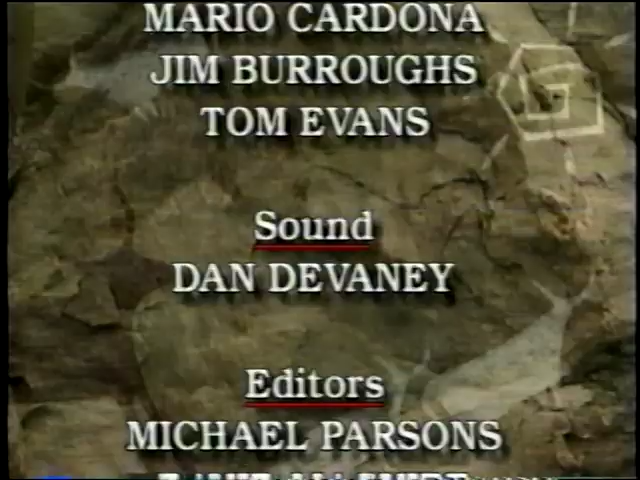 MARIO CARDONA
JIM BURROUGHS
TOM EVANS
Sound
DAN DEVANEY
Editors
MICHAEL PARSONS